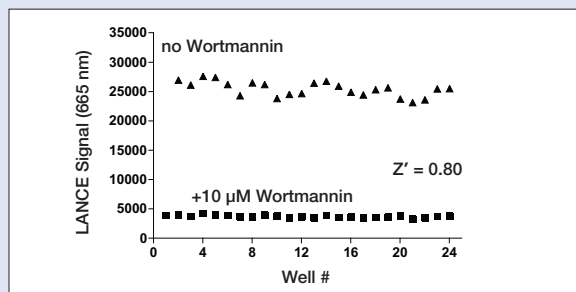 35000
no Wortmannin
30000
25000
20000
15000
Z' = 0.80
10000
+10 µM Wortmannin
5000
0
0 4 8 12 16 20 24
LANCE Signal (665 nm)
Well #